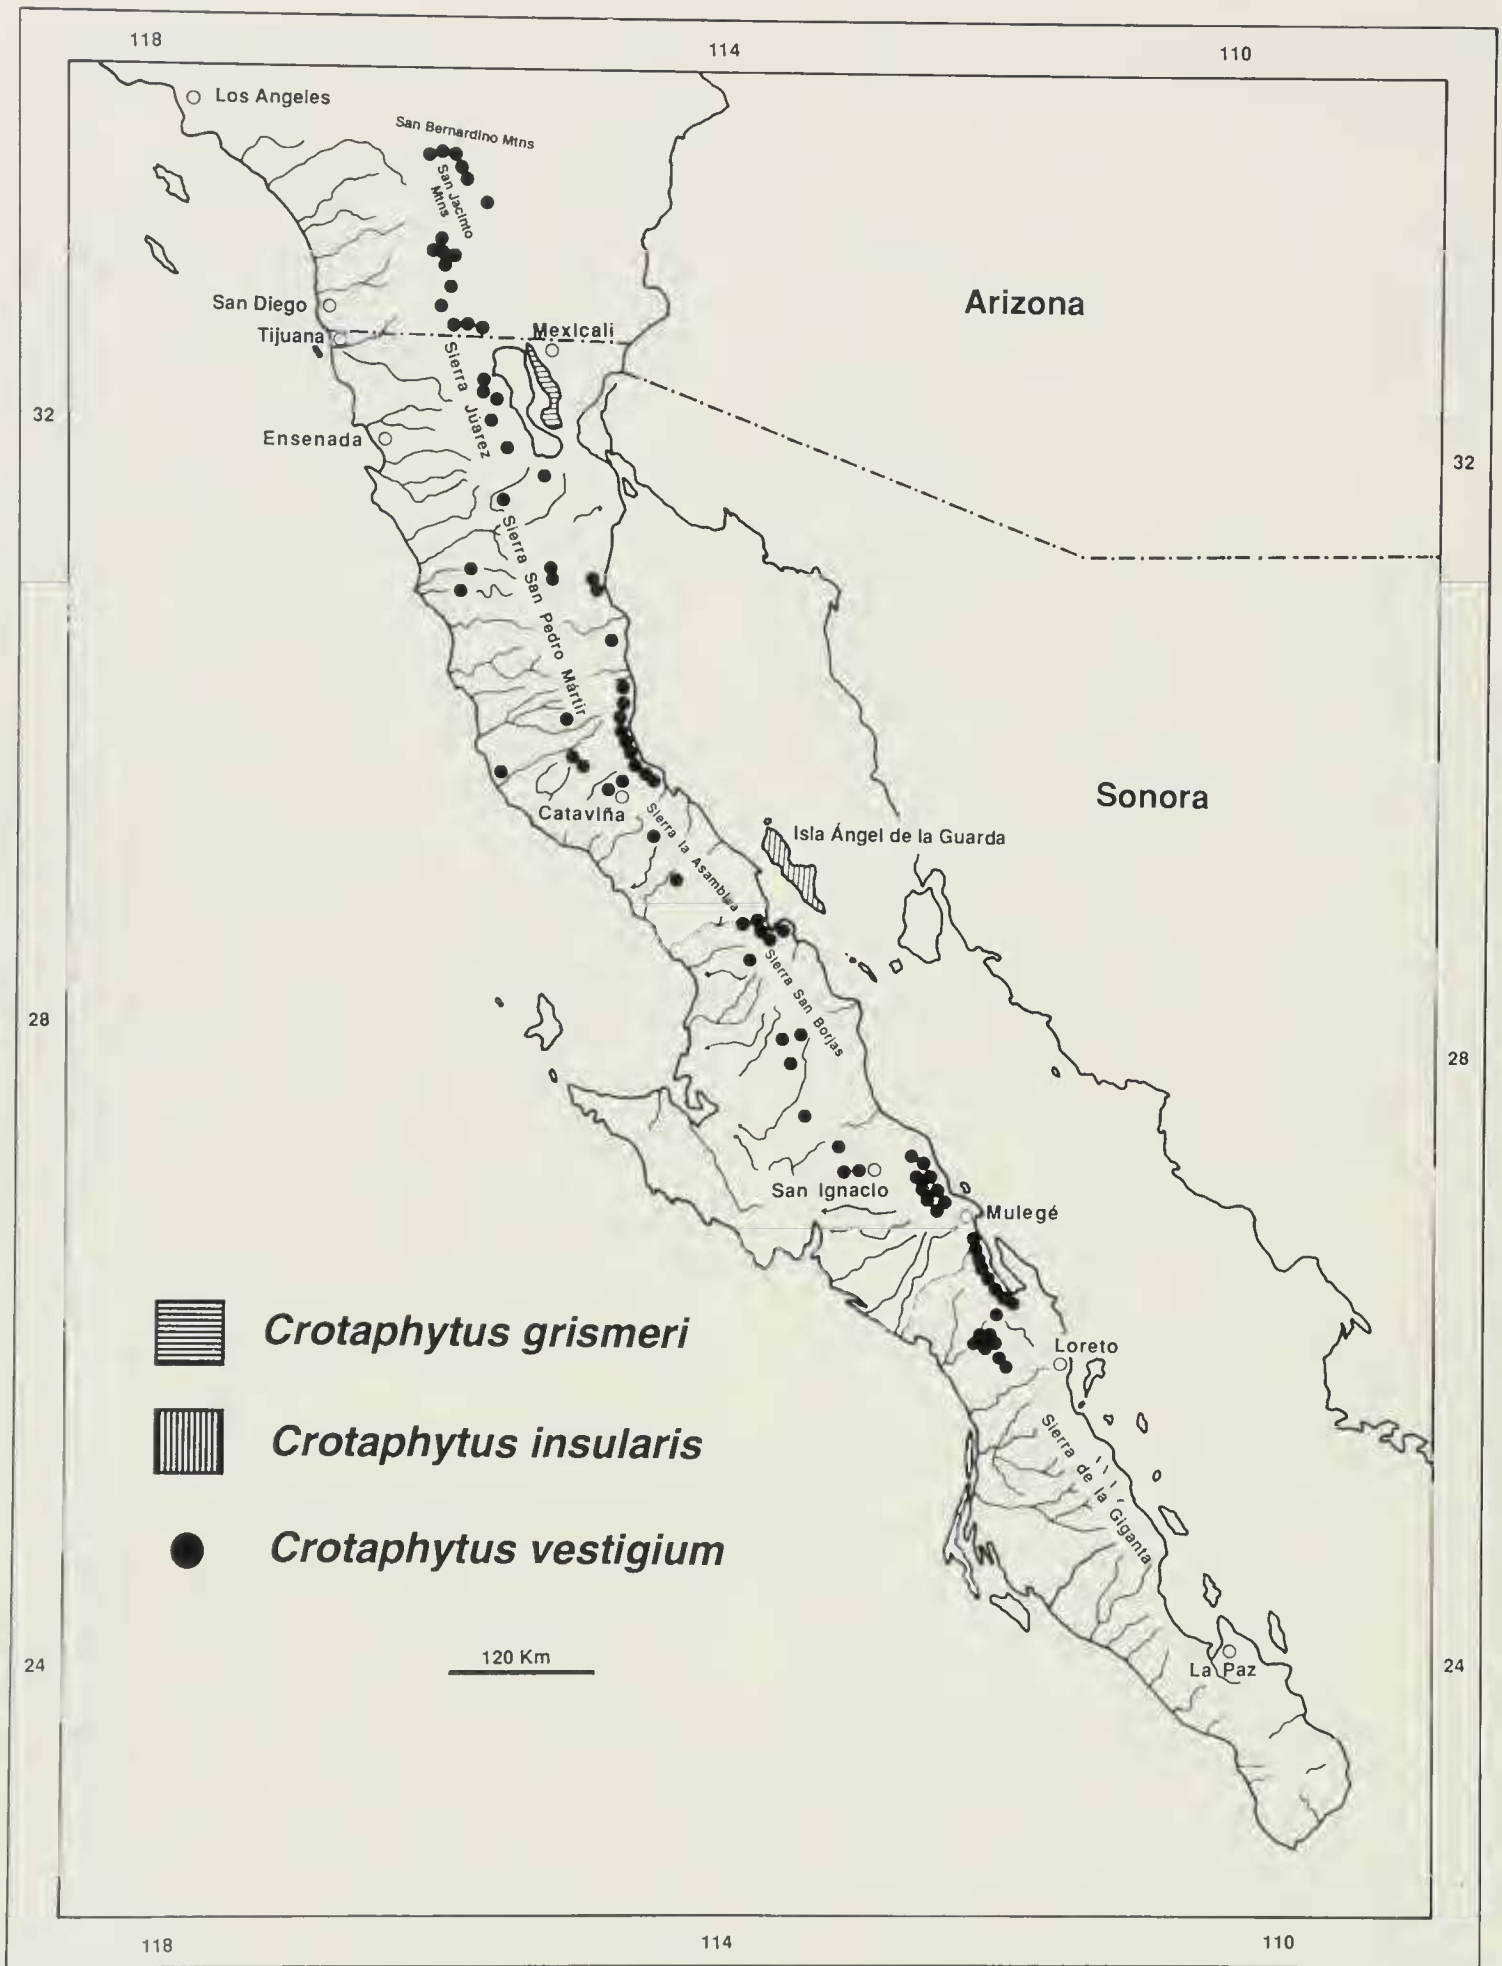 118
114
110
Los Angeles
San Bernardino Mtns
San Jacinto
Mtns
Arizona
San Diego
Tijuana
Mexicali
Sierra Júarez
32
Ensenada
32
Sierra San Pedro Mártir
Sonora
Cataviña
Sierra la Asamblea
Isla Ángel de la Guarda
Sierra San Borjas
28
28
San Ignacio
Mulegé
Crotaphytus grismeri
Loreto
Crotaphytus insularis
Sierra de la Giganta
Crotaphytus vestigium
120 Km
24
La Paz
24
118
114
110